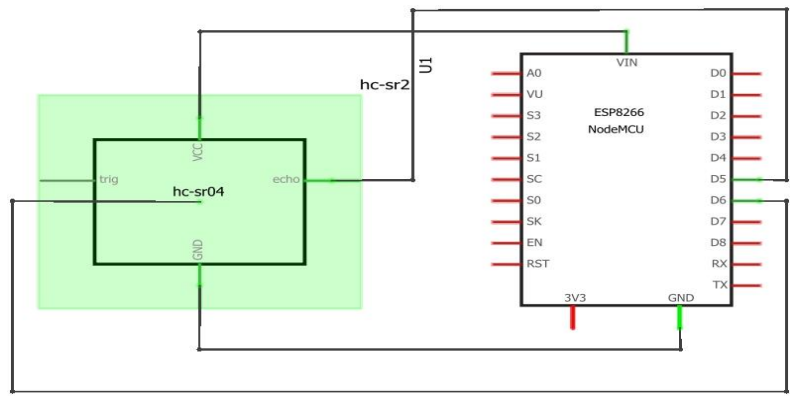 U1
hc-sr2
VCC
trig
hc-sr04
echo
GND
VIN
ESP8266
NodeMCU
A0
VU
S3
S2
S1
SC
S0
SK
EN
RST
D0
D1
D2
D3
D4
D5
D6
D7
D8
RX
TX
3V3
GND